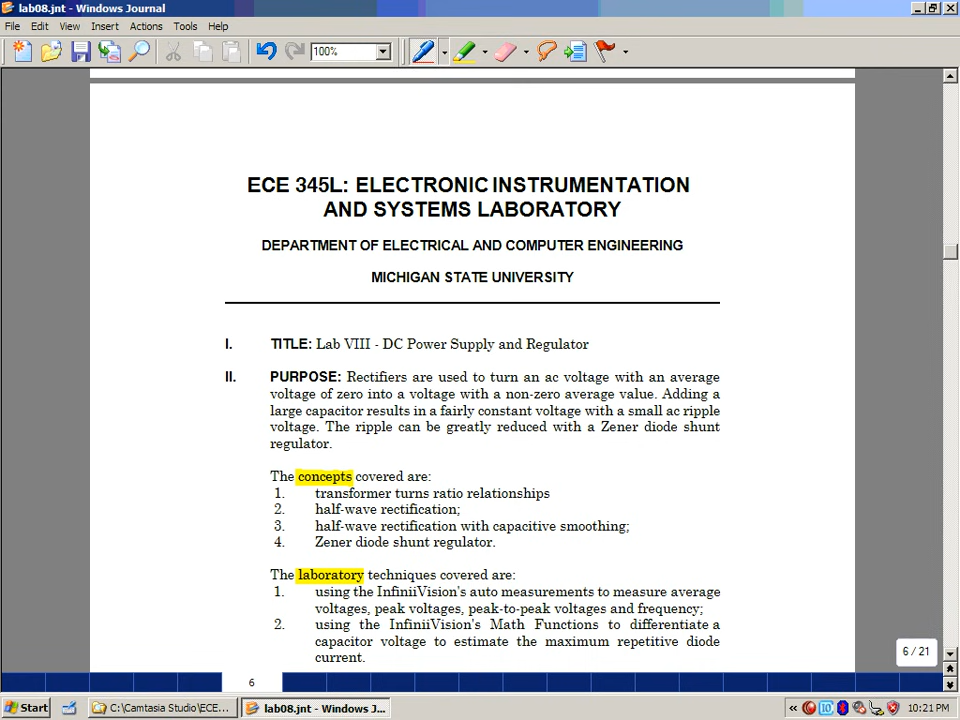 lab08.jnt - Windows Journal
File Edit View Insert Actions Tools Help
100%
ECE 345L: ELECTRONIC INSTRUMENTATION
AND SYSTEMS LABORATORY
DEPARTMENT OF ELECTRICAL AND COMPUTER ENGINEERING
MICHIGAN STATE UNIVERSITY
I. TITLE: Lab VIII - DC Power Supply and Regulator
II. PURPOSE: Rectifiers are used to turn an ac voltage with an average
voltage of zero into a voltage with a non-zero average value. Adding a
large capacitor results in a fairly constant voltage with a small ac ripple
voltage. The ripple can be greatly reduced with a Zener diode shunt
regulator.
The concepts covered are:
1. transformer turns ratio relationships
2. half-wave rectification;
3. half-wave rectification with capacitive smoothing;
4. Zener diode shunt regulator.
The laboratory techniques covered are:
1. using the InfiniiVision's auto measurements to measure average
voltages, peak voltages, peak-to-peak voltages and frequency;
2. using the InfiniiVision's Math Functions to differentiate a
capacitor voltage to estimate the maximum repetitive diode
current.
6 / 21
6
Start C:\Camtasia Studio\ECE... lab08.jnt - Windows J... « 10:21 PM